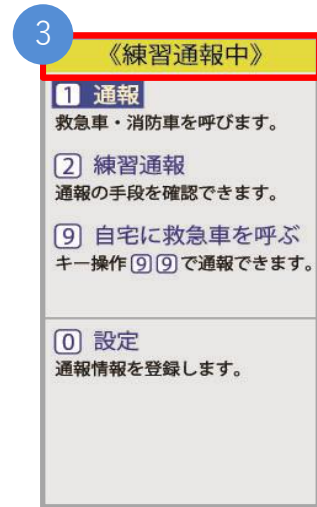 3
《練習通報中》
1 通報
救急車・消防車を呼びます。
2 練習通報
通報の手段を確認できます。
9 自宅に救急車を呼ぶ
キー操作99で通報できます。
0 設定
通報情報を登録します。